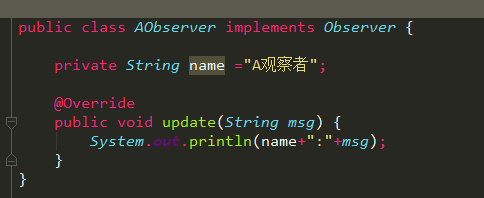 public class AObserver implements Observer {
private String name ="A观察者";
@Override
public void update(String msg) {
System.out.println(name+":"+msg);
}
}